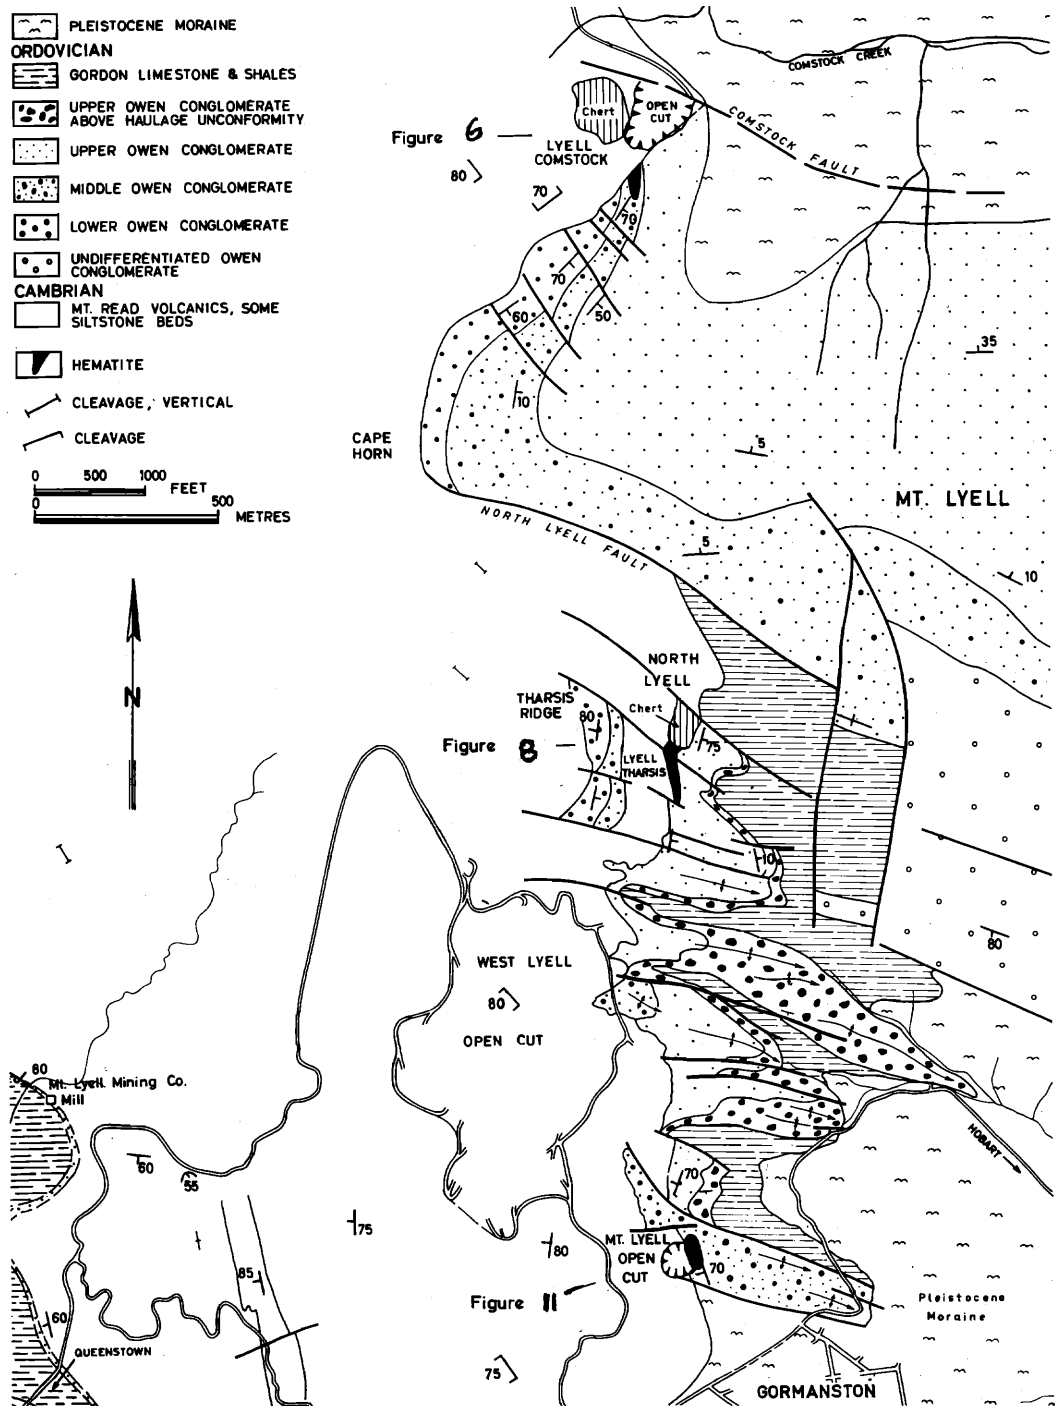 PLEISTOCENE MORAINE
ORDOVICIAN
GORDON LIMESTONE & SHALES
UPPER OWEN CONGLOMERATE
ABOVE HAULAGE UNCONFORMITY
UPPER OWEN CONGLOMERATE
MIDDLE OWEN CONGLOMERATE
LOWER OWEN CONGLOMERATE
UNDIFFERENTIATED OWEN
CONGLOMERATE
CAMBRIAN
MT. READ VOLCANICS, SOME
SILTSTONE BEDS
HEMATITE
CLEAVAGE, VERTICAL
CLEAVAGE
0 500 1000
FEET
0 500
METRES
N
COMSTOCK CREEK
Chert
OPEN
CUT
COMSTOCK FAULT
Figure 6
LYELL
COMSTOCK
80
70
70
70
60
50
35
10
CAPE
HORN
5
MT. LYELL
NORTH LYELL FAULT
5
10
NORTH
LYELL
THARSIS
RIDGE
Chert
80
Figure 8
75
LYELL
THARSIS
10
80
WEST LYELL
80
OPEN CUT
80
Mt. Lyell Mining Co.
Mill
HOBART
60
55
70
75
80
MT. LYELL
OPEN
CUT
70
85
Figure 11
Pleistocene
Moraine
60
QUEENSTOWN
75
GORMANSTON